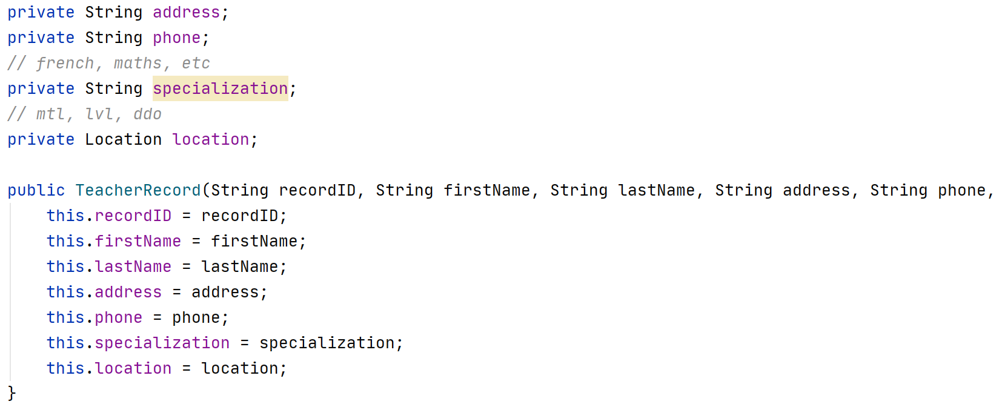 private String address;
private String phone;
// french, maths, etc
private String specialization;
// mtl, lvl, ddo
private Location location;
public TeacherRecord(String recordID, String firstName, String lastName, String address, String phone,
this.recordID = recordID;
this.firstName = firstName;
this.lastName = lastName;
this.address = address;
this.phone = phone;
this.specialization = specialization;
this.location = location;
}